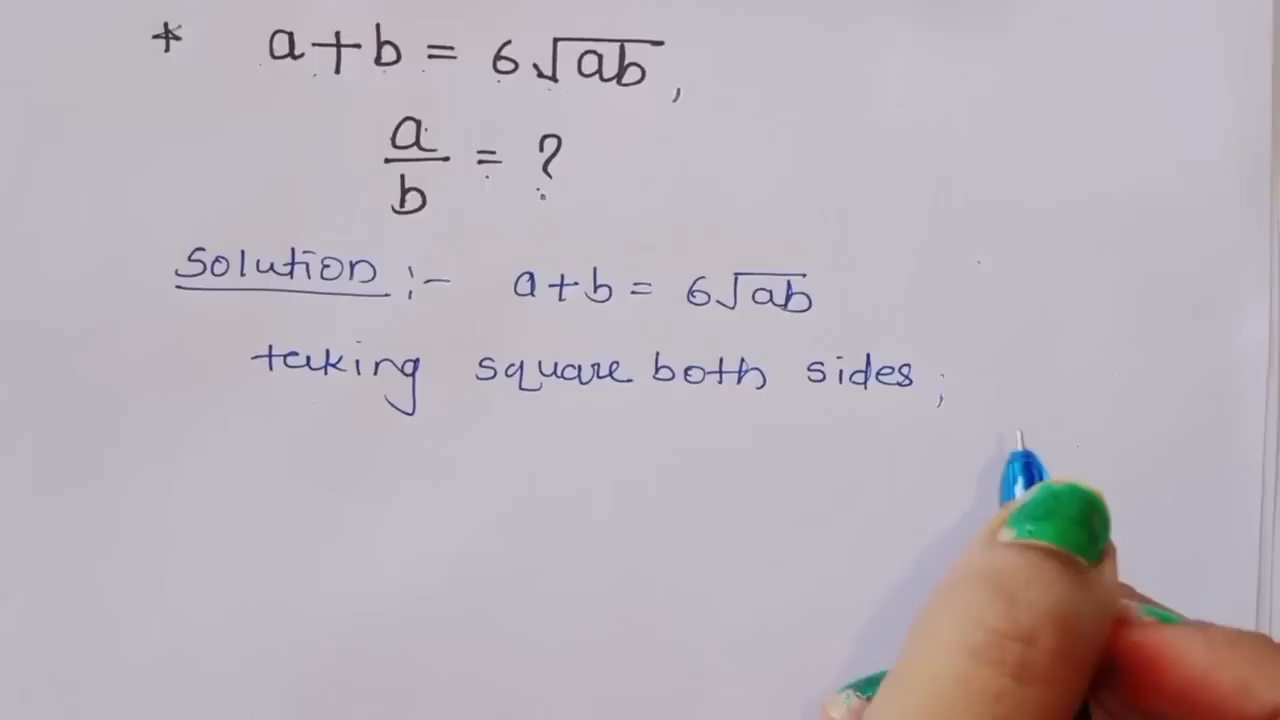 * a+b = 6√ab,
a/b = ?
Solution :- a+b = 6√ab
taking square both sides;